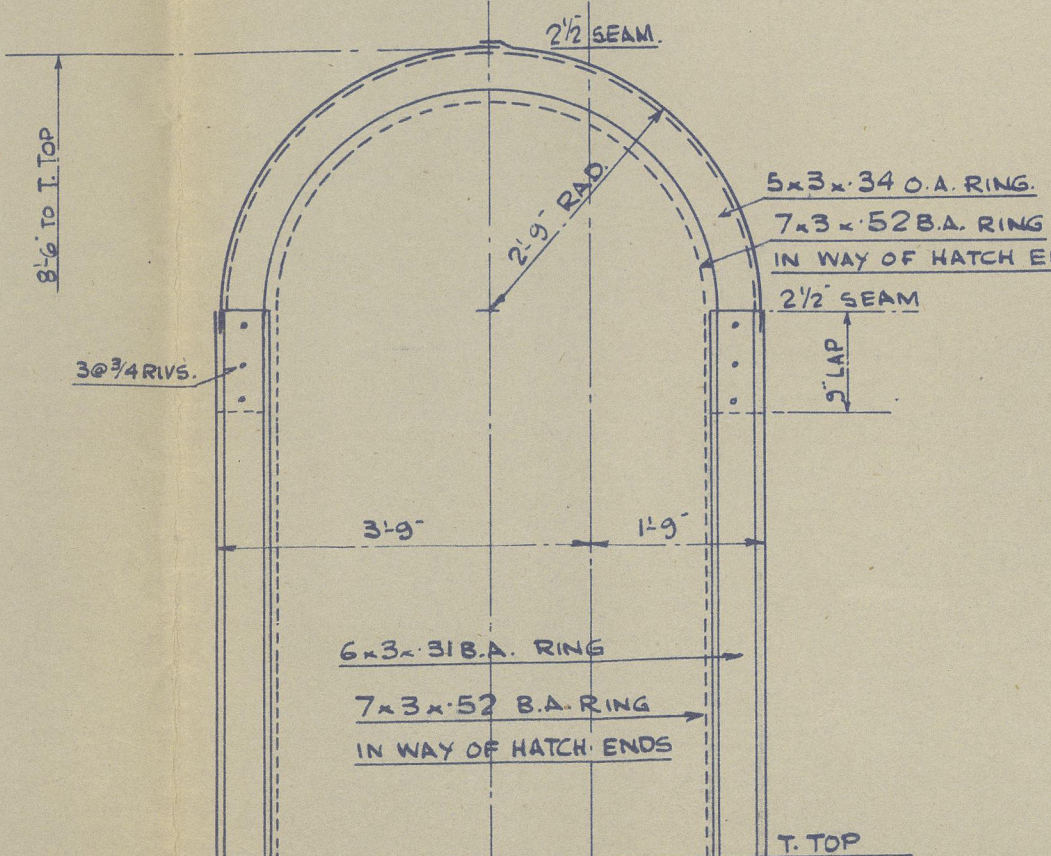 2½" SEAM.
8'-6" TO T. TOP
2'-9" RAD.
5 x 3 x .34 O.A. RING.
7 x 3 x .52 B.A. RING
IN WAY OF HATCH
2½" SEAM
3@ ¾ RIVS.
9" LAP
3'-9"
1'-9"
6 x 3 x .31 B.A. RING
7 x 3 x .52 B.A. RING
IN WAY OF HATCH ENDS
T. TOP